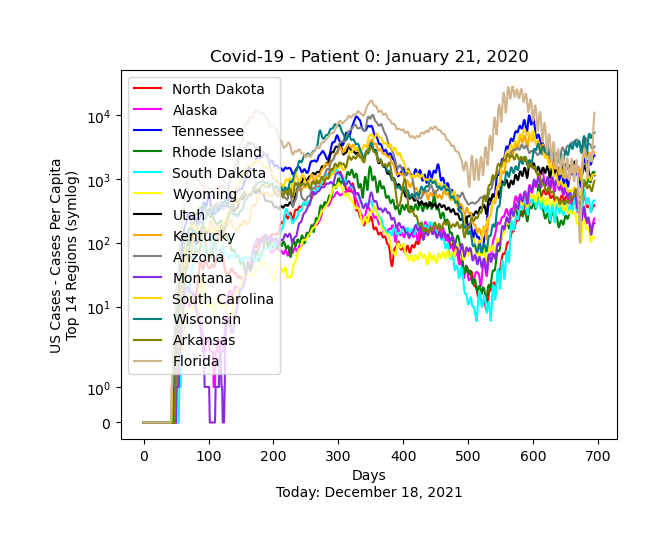 Covid-19 - Patient 0: January 21, 2020
US Cases - Cases Per Capita
Top 14 Regions (symlog)
10⁴
10³
10²
10¹
10⁰
0
North Dakota
Alaska
Tennessee
Rhode Island
South Dakota
Wyoming
Utah
Kentucky
Arizona
Montana
South Carolina
Wisconsin
Arkansas
Florida
0 100 200 300 400 500 600 700
Days
Today: December 18, 2021